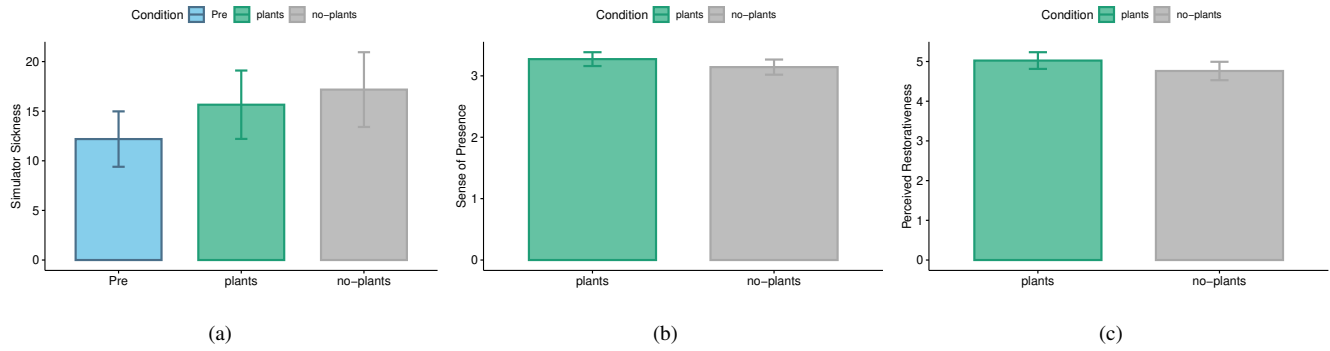 Condition Pre plants no−plants
Simulator Sickness
20
15
10
5
0
Pre plants no−plants
(a)
Condition plants no−plants
Sense of Presence
3
2
1
0
plants no−plants
(b)
Condition plants no−plants
Perceived Restorativeness
5
4
3
2
1
0
plants no−plants
(c)